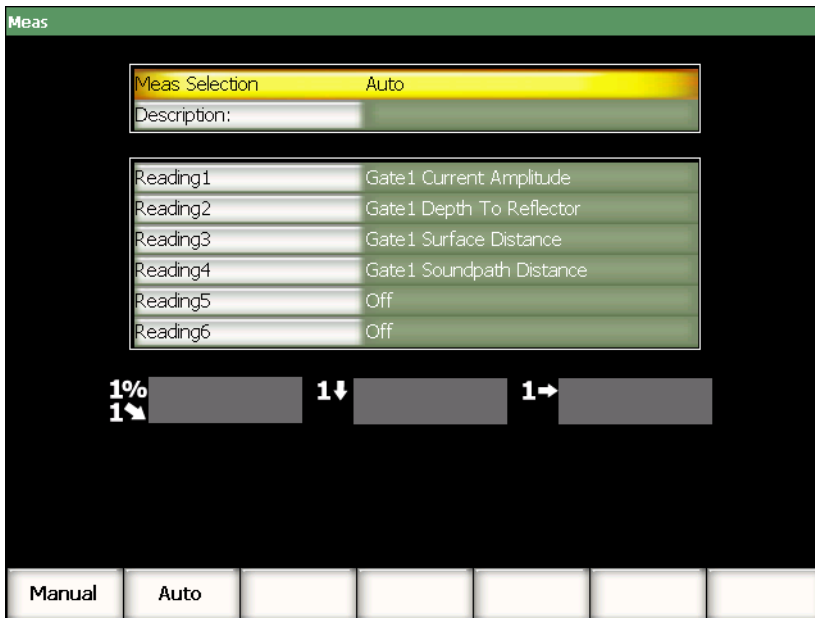 Meas
Meas Selection Auto
Description:
Reading1 Gate1 Current Amplitude
Reading2 Gate1 Depth To Reflector
Reading3 Gate1 Surface Distance
Reading4 Gate1 Soundpath Distance
Reading5 Off
Reading6 Off
1% 1⬇ 1➡
1⬊
Manual Auto